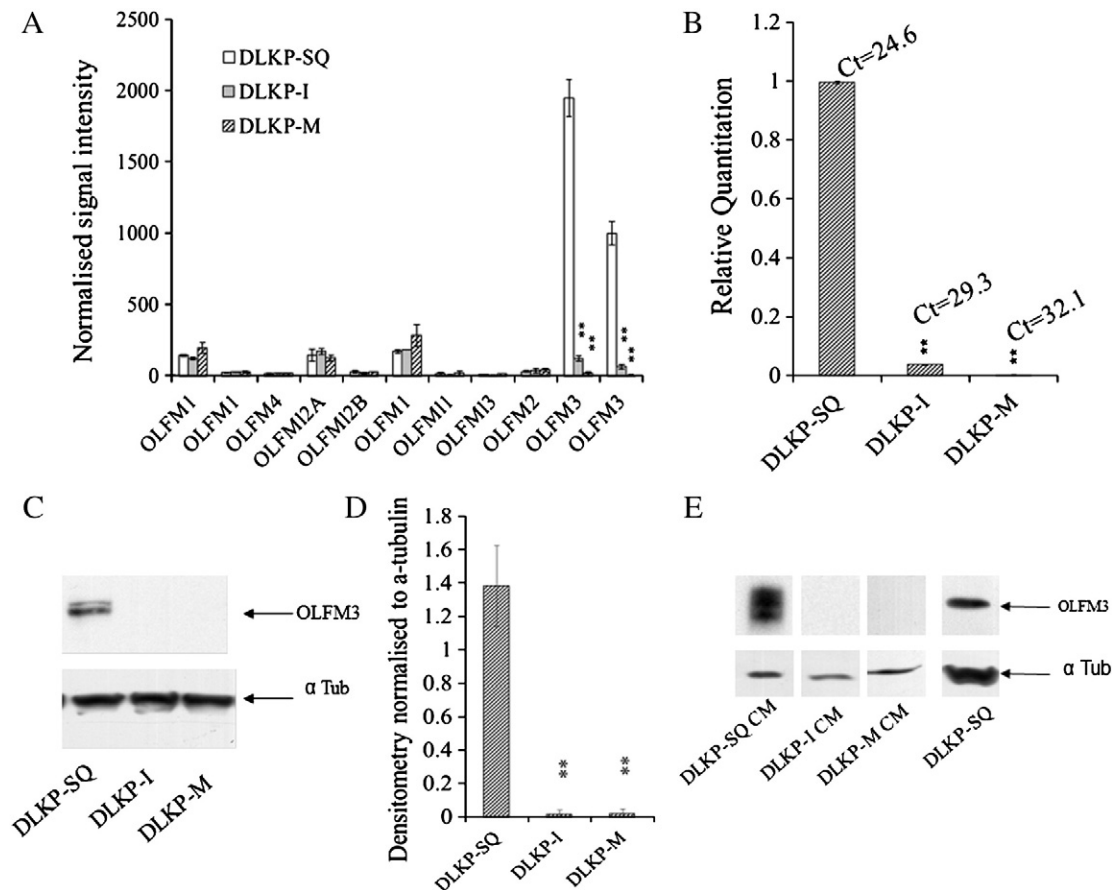 A
Normalised signal intensity
2500
2000
1500
1000
500
0
DLKP-SQ
DLKP-I
DLKP-M
**
**
**
**
OLFM1
OLFM1
OLFM4
OLFMl2A
OLFMl2B
OLFM1
OLFMl1
OLFMl3
OLFM2
OLFM3
OLFM3
B
Relative Quantitation
1.2
1
0.8
0.6
0.4
0.2
0
Ct=24.6
Ct=29.3
Ct=32.1
**
**
DLKP-SQ
DLKP-I
DLKP-M
C
OLFM3
α Tub
DLKP-SQ
DLKP-I
DLKP-M
D
Densitometry normalised to a-tubulin
1.8
1.6
1.4
1.2
1
0.8
0.6
0.4
0.2
0
**
**
DLKP-SQ
DLKP-I
DLKP-M
E
OLFM3
α Tub
DLKP-SQ CM
DLKP-I CM
DLKP-M CM
DLKP-SQ